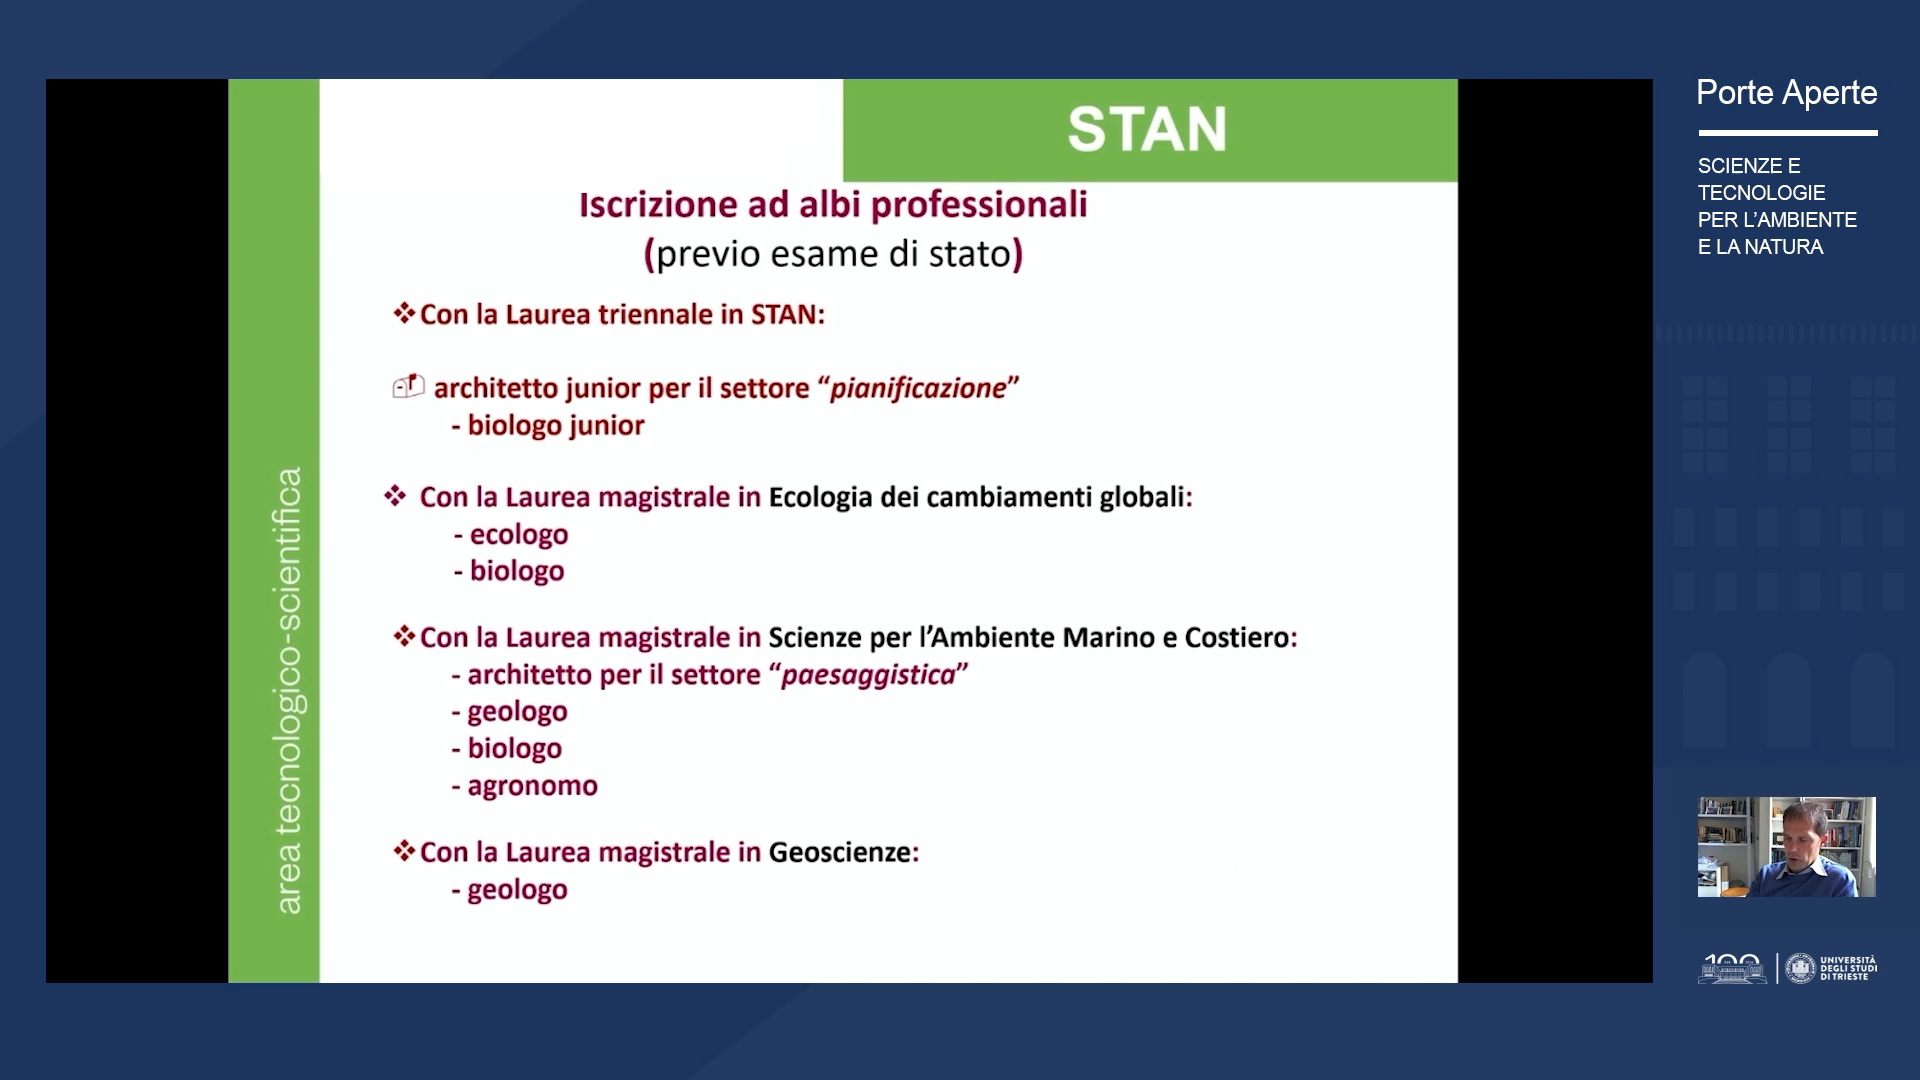 STAN
Iscrizione ad albi professionali
(previo esame di stato)
❖Con la Laurea triennale in STAN:
architetto junior per il settore “pianificazione”
- biologo junior
❖ Con la Laurea magistrale in Ecologia dei cambiamenti globali:
- ecologo
- biologo
❖Con la Laurea magistrale in Scienze per l’Ambiente Marino e Costiero:
- architetto per il settore “paesaggistica”
- geologo
- biologo
- agronomo
❖Con la Laurea magistrale in Geoscienze:
- geologo
area tecnologico-scientifica
Porte Aperte
SCIENZE E
TECNOLOGIE
PER L’AMBIENTE
E LA NATURA
100
UNIVERSITÀ
DEGLI STUDI
DI TRIESTE